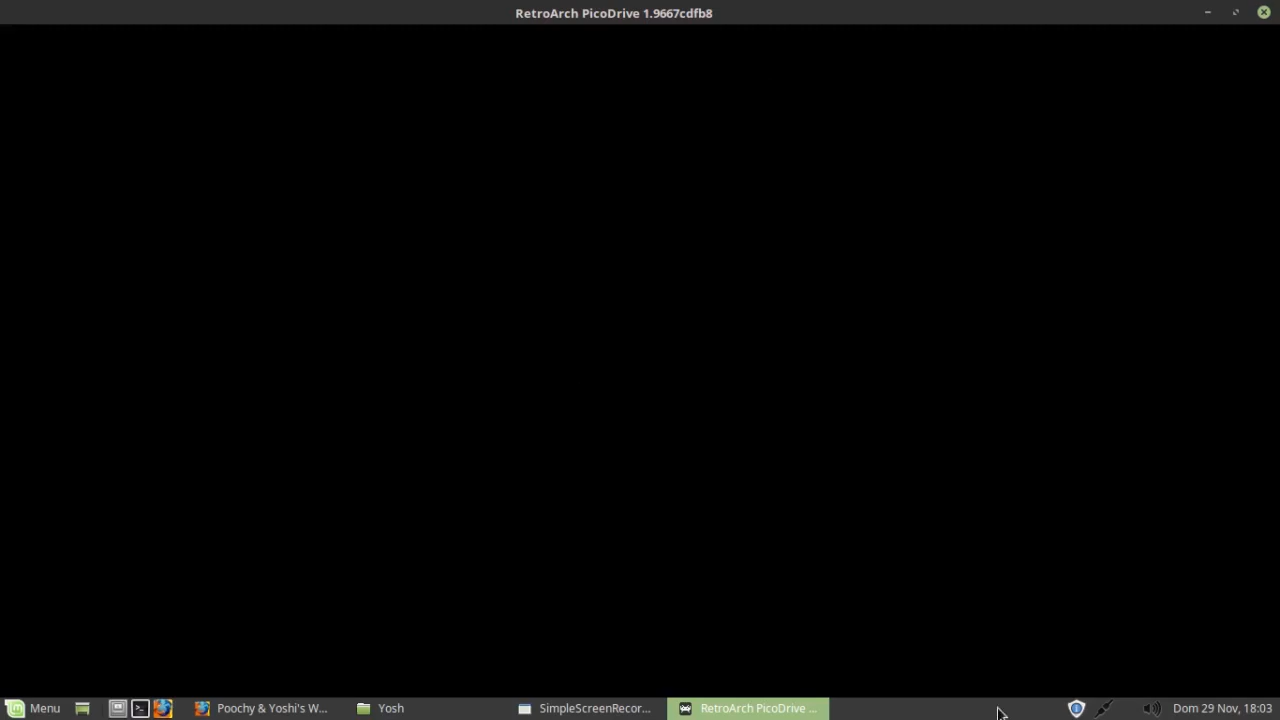 RetroArch PicoDrive 1.9667cdfb8
Menu
Poochy & Yoshi's W...
Yosh
SimpleScreenRecor...
RetroArch PicoDrive ...
Dom 29 Nov, 18:03